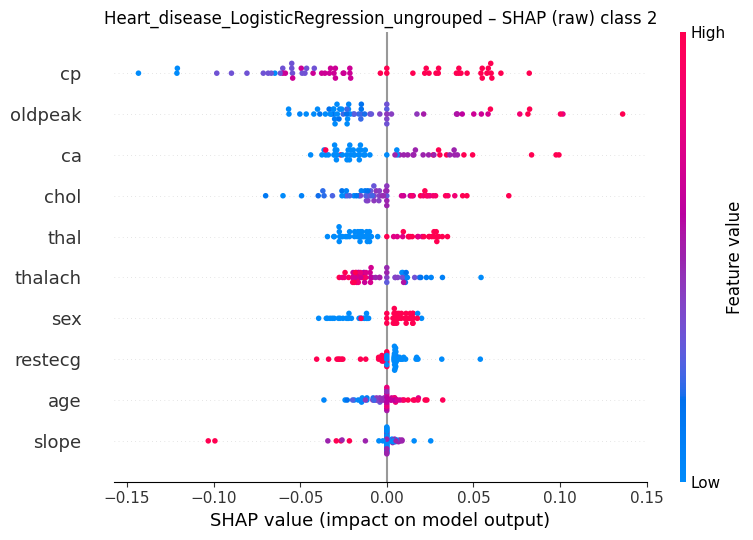 Heart_disease_LogisticRegression_ungrouped – SHAP (raw) class 2
High
cp
oldpeak
ca
chol
thal
thalach
sex
restecg
age
slope
Feature value
Low
−0.15 −0.10 −0.05 0.00 0.05 0.10 0.15
SHAP value (impact on model output)